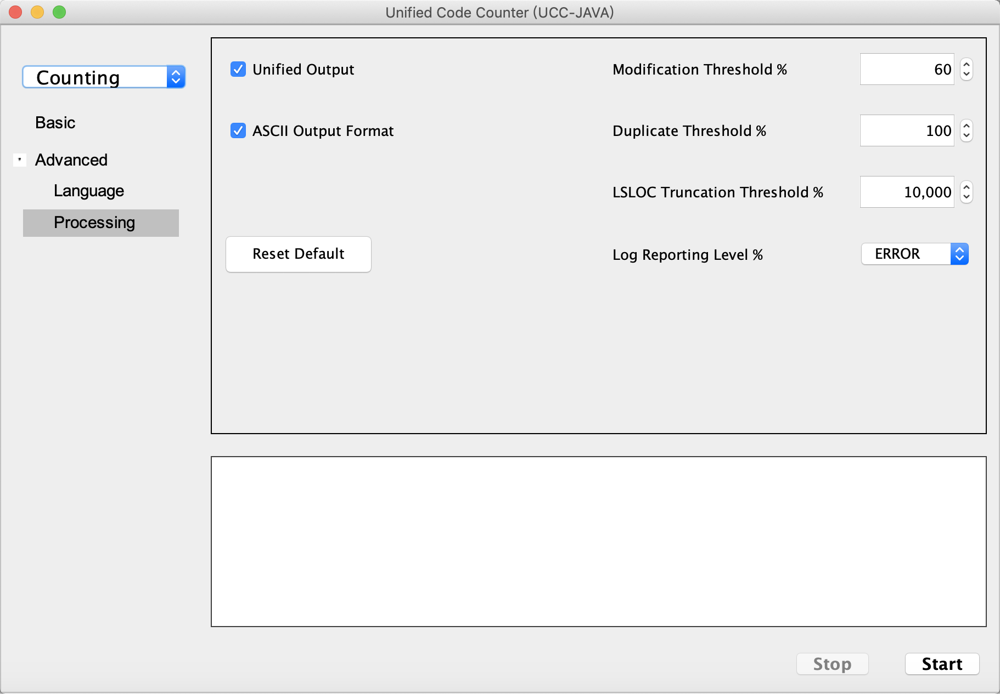 Unified Code Counter (UCC-JAVA)
Counting
Basic
Advanced
Language
Processing
Unified Output
Modification Threshold %
60
ASCII Output Format
Duplicate Threshold %
100
LSLOC Truncation Threshold %
10,000
Reset Default
Log Reporting Level %
ERROR
Stop
Start